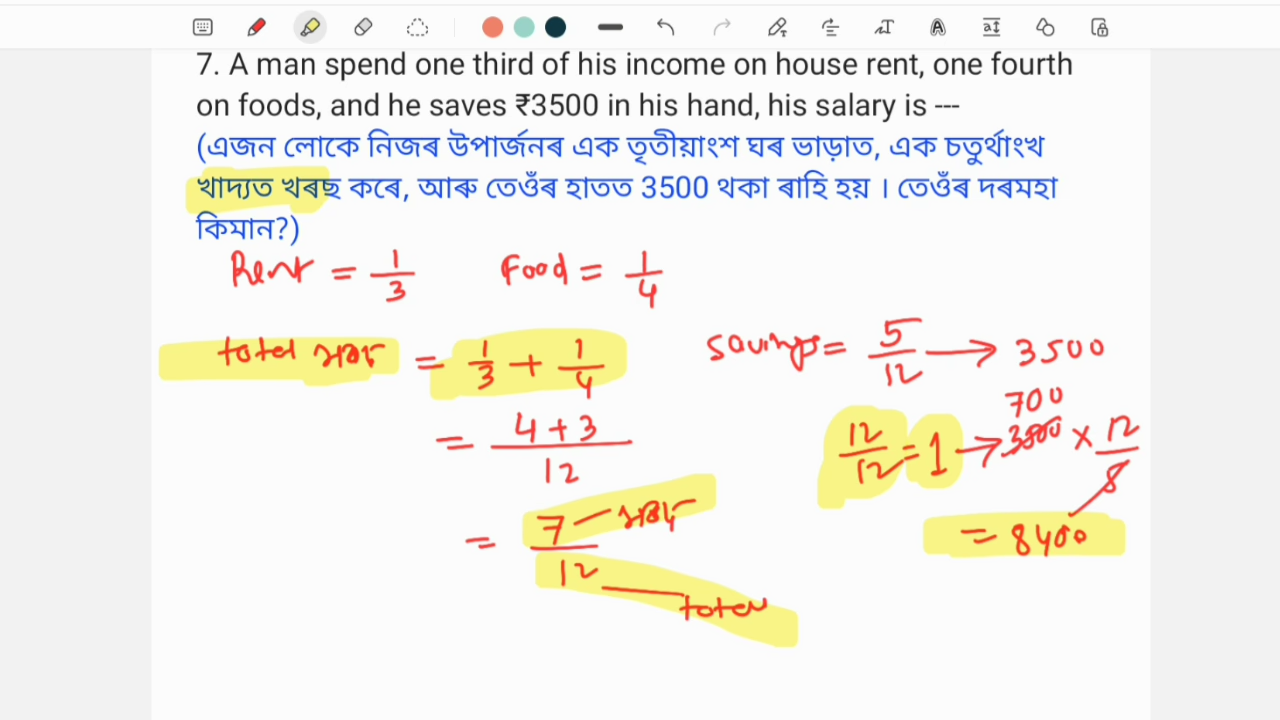 7. A man spend one third of his income on house rent, one fourth
on foods, and he saves ₹3500 in his hand, his salary is ---
(এজন লোকে নিজৰ উপাৰ্জনৰ এক তৃতীয়াংশ ঘৰ ভাড়াত, এক চতুৰ্থাংখ
খাদ্যত খৰছ কৰে, আৰু তেওঁৰ হাতত 3500 থকা ৰাহি হয় । তেওঁৰ দৰমহা
কিমান?)
Rent = 1/3 Food = 1/4
total খৰছ = 1/3 + 1/4
= 4 + 3 / 12
= 7/12
খৰছ
total
savings = 5/12 → 3500
700
12/12 = 1 → 3500 × 12/5
= 8400